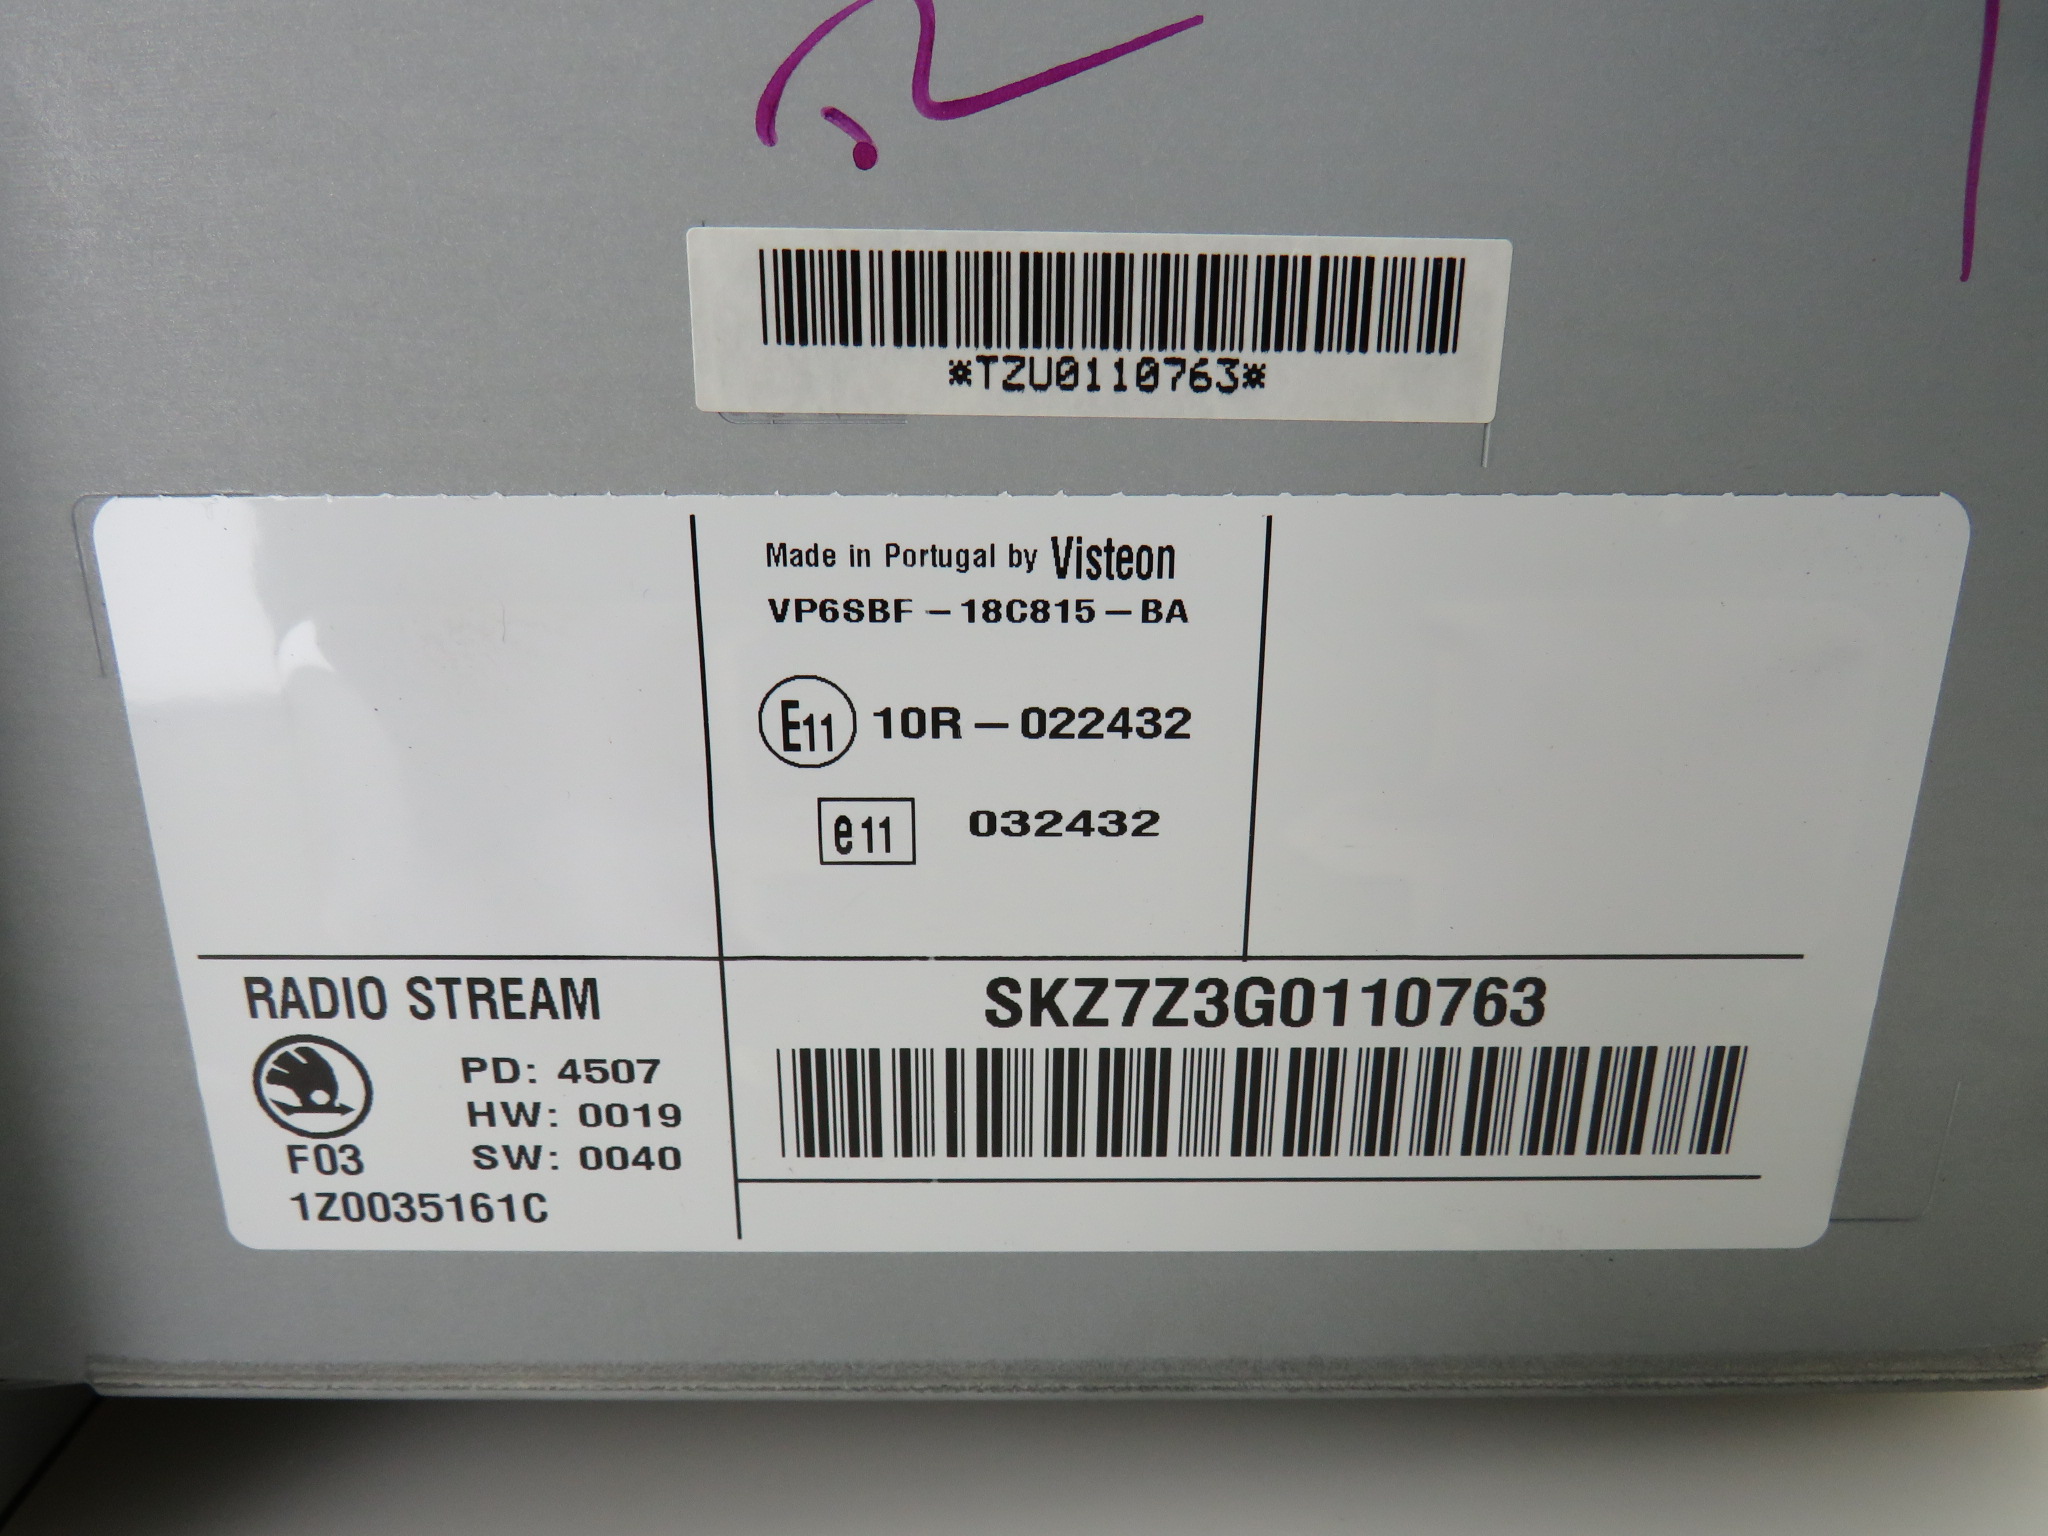 *TZU0110763*
Made in Portugal by Visteon
VP6SBF – 18C815 – BA
E11 10R – 022432
e11 032432
RADIO STREAM
PD: 4507
HW: 0019
F03 SW: 0040
1Z0035161C
SKZ7Z3G0110763